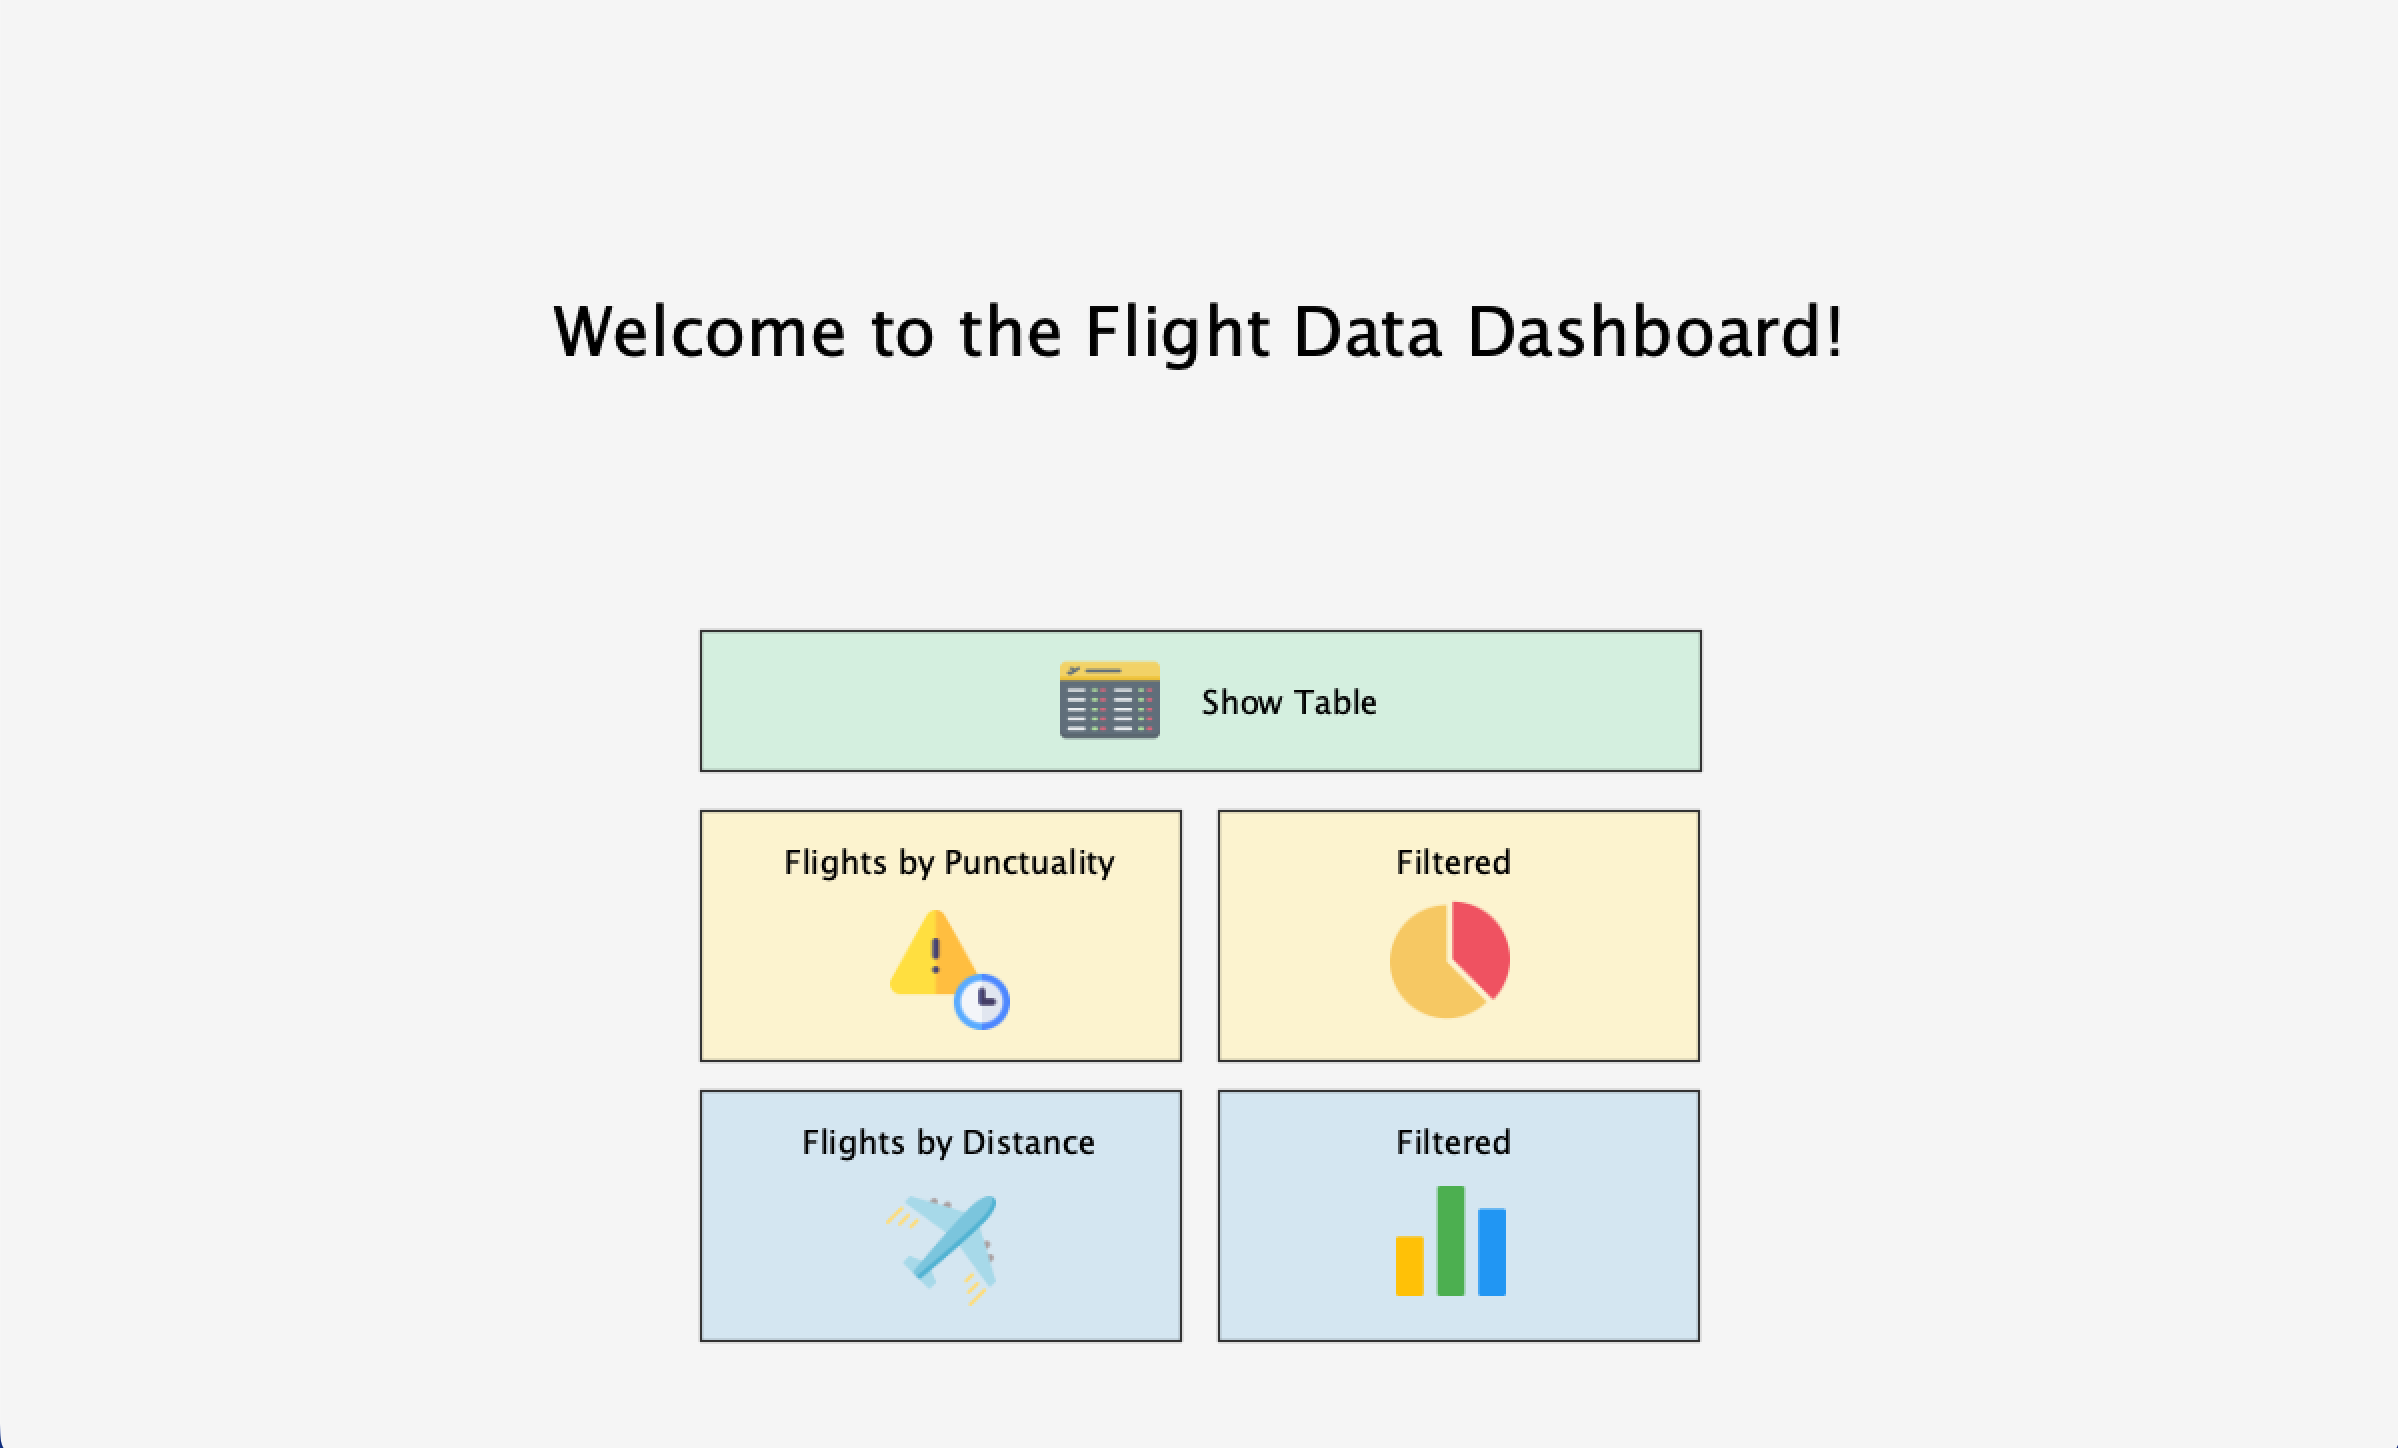 Welcome to the Flight Data Dashboard!
Show Table
Flights by Punctuality
Filtered
Flights by Distance
Filtered